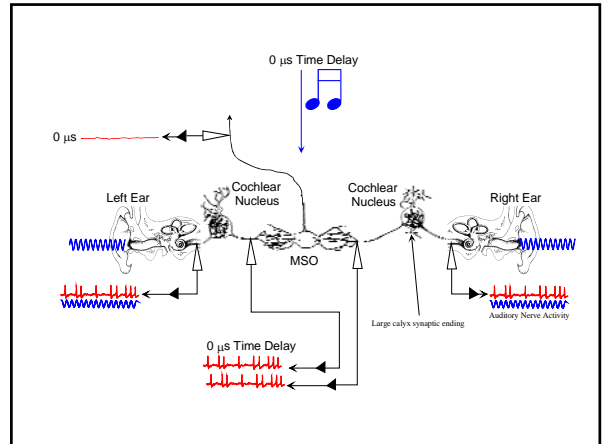 0 µs Time Delay
0 µs
Cochlear
Nucleus
Cochlear
Nucleus
Left Ear
Right Ear
MSO
Large calyx synaptic ending
Auditory Nerve Activity
0 µs Time Delay